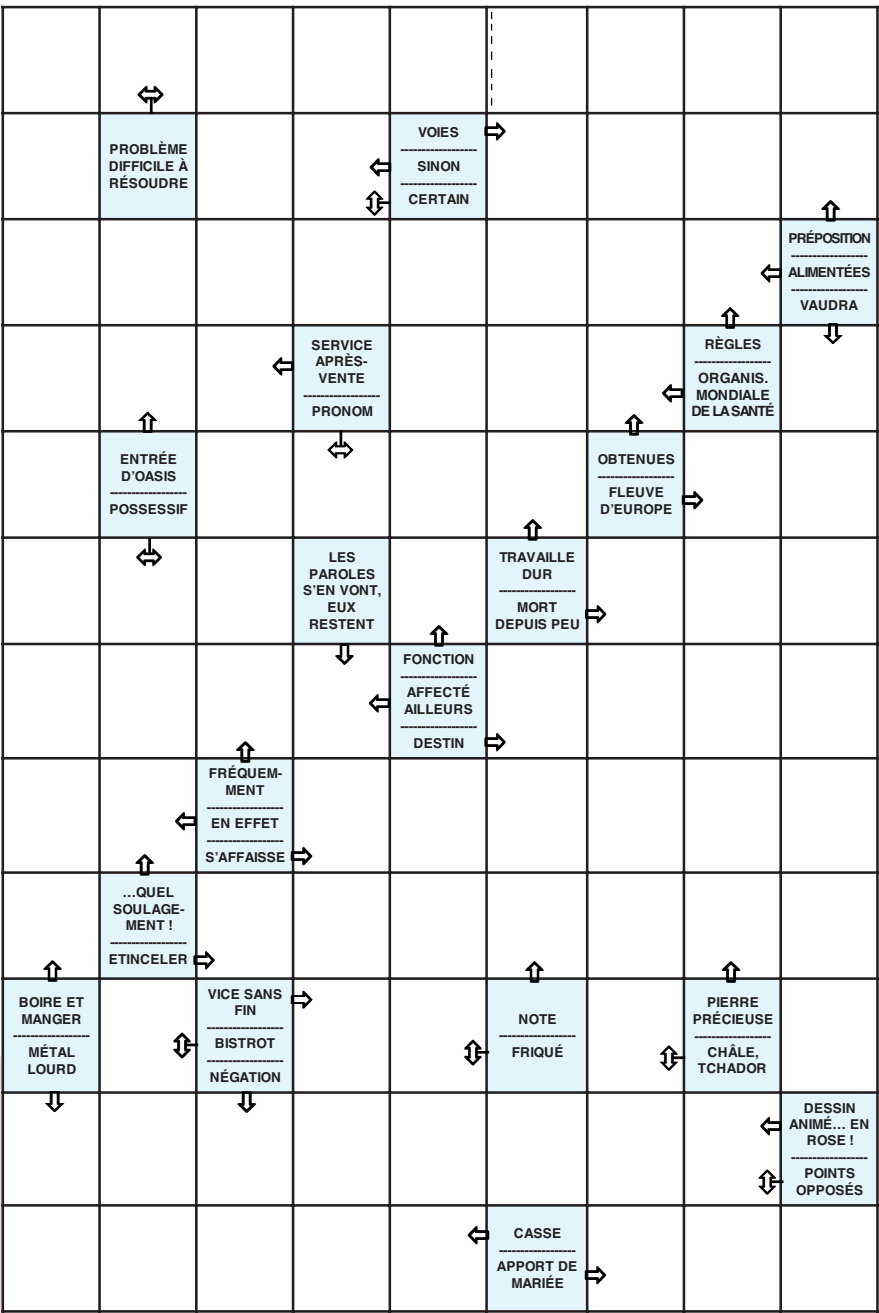 PROBLÈME
DIFFICILE À
RÉSOUDRE
VOIES
SINON
CERTAIN
PRÉPOSITION
ALIMENTÉES
VAUDRA
SERVICE
APRÈS-
VENTE
PRONOM
RÈGLES
ORGANIS.
MONDIALE
DE LA SANTÉ
ENTRÉE
D'OASIS
POSSESSIF
OBTENUES
FLEUVE
D'EUROPE
LES
PAROLES
S'EN VONT,
EUX
RESTENT
TRAVAILLE
DUR
MORT
DEPUIS PEU
FONCTION
AFFECTÉ
AILLEURS
DESTIN
FRÉQUEM-
MENT
EN EFFET
S'AFFAISSE
...QUEL
SOULAGE-
MENT !
ETINCELER
BOIRE ET
MANGER
MÉTAL
LOURD
VICE SANS
FIN
BISTROT
NÉGATION
NOTE
FRIQUÉ
PIERRE
PRÉCIEUSE
CHÂLE,
TCHADOR
DESSIN
ANIMÉ... EN
ROSE !
POINTS
OPPOSÉS
CASSE
APPORT DE
MARIÉE